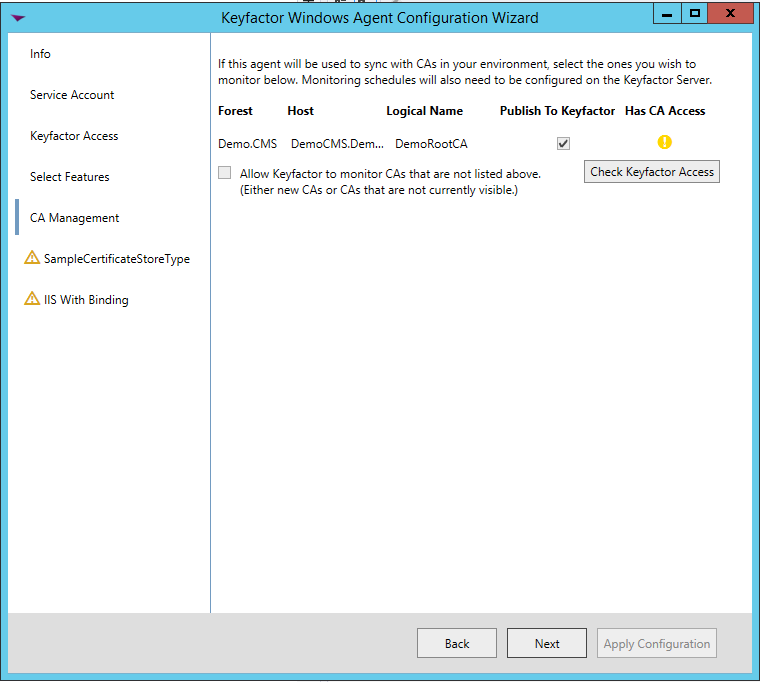 Keyfactor Windows Agent Configuration Wizard
Info
Service Account
Keyfactor Access
Select Features
CA Management
SampleCertificateStoreType
IIS With Binding
If this agent will be used to sync with CAs in your environment, select the ones you wish to
monitor below. Monitoring schedules will also need to be configured on the Keyfactor Server.
Forest Host Logical Name Publish To Keyfactor Has CA Access
Demo.CMS DemoCMS.Dem... DemoRootCA
Allow Keyfactor to monitor CAs that are not listed above.
(Either new CAs or CAs that are not currently visible.)
Check Keyfactor Access
Back Next Apply Configuration